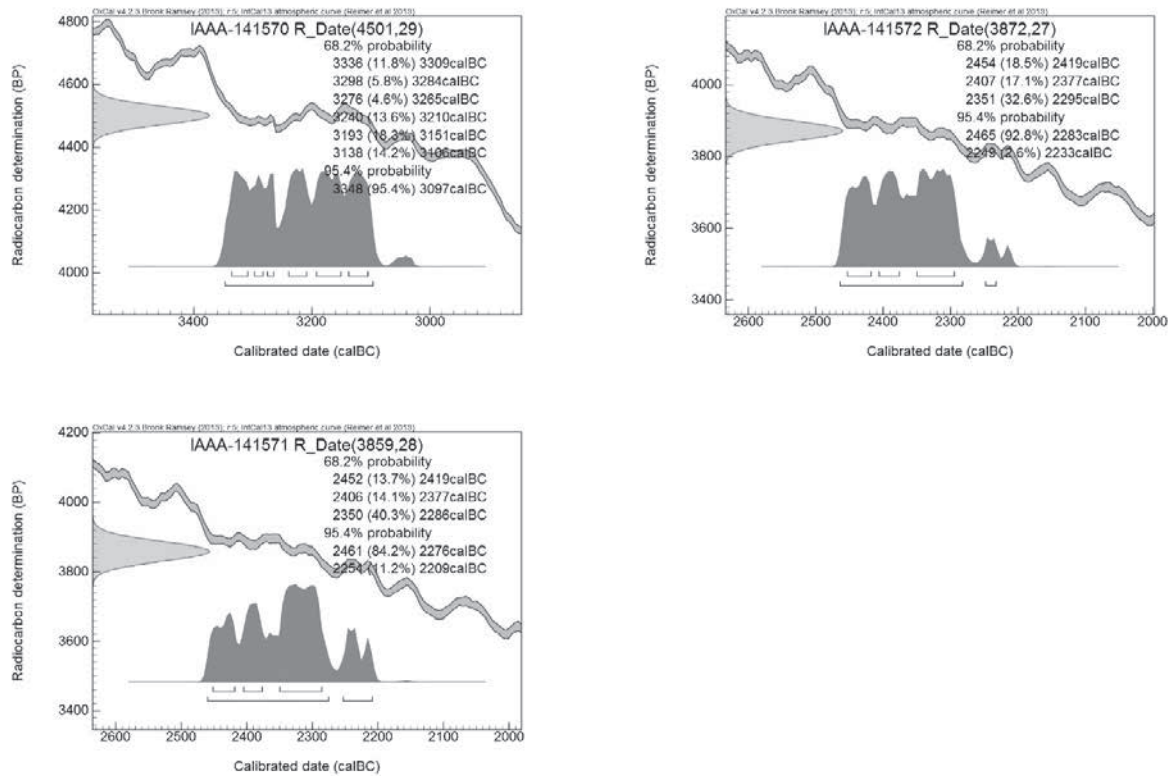 OxCal v4.2.3 Bronk Ramsey (2013); r:5; IntCal13 atmospheric curve (Reimer et al 2013)
IAAA-141570 R_Date(4501,29)
68.2% probability
3336 (11.8%) 3309calBC
3298 (5.8%) 3284calBC
3276 (4.6%) 3265calBC
3240 (13.6%) 3210calBC
3193 (18.3%) 3151calBC
3138 (14.2%) 3106calBC
95.4% probability
3348 (95.4%) 3097calBC
Radiocarbon determination (BP)
4800
4600
4400
4200
4000
3400 3200 3000
Calibrated date (calBC)
OxCal v4.2.3 Bronk Ramsey (2013); r:5; IntCal13 atmospheric curve (Reimer et al 2013)
IAAA-141572 R_Date(3872,27)
68.2% probability
2454 (18.5%) 2419calBC
2407 (17.1%) 2377calBC
2351 (32.6%) 2295calBC
95.4% probability
2465 (92.8%) 2283calBC
2249 (2.6%) 2233calBC
Radiocarbon determination (BP)
4000
3800
3600
3400
2600 2500 2400 2300 2200 2100 2000
Calibrated date (calBC)
OxCal v4.2.3 Bronk Ramsey (2013); r:5; IntCal13 atmospheric curve (Reimer et al 2013)
IAAA-141571 R_Date(3859,28)
68.2% probability
2452 (13.7%) 2419calBC
2406 (14.1%) 2377calBC
2350 (40.3%) 2286calBC
95.4% probability
2461 (84.2%) 2276calBC
2254 (11.2%) 2209calBC
Radiocarbon determination (BP)
4200
4000
3800
3600
3400
2600 2500 2400 2300 2200 2100 2000
Calibrated date (calBC)